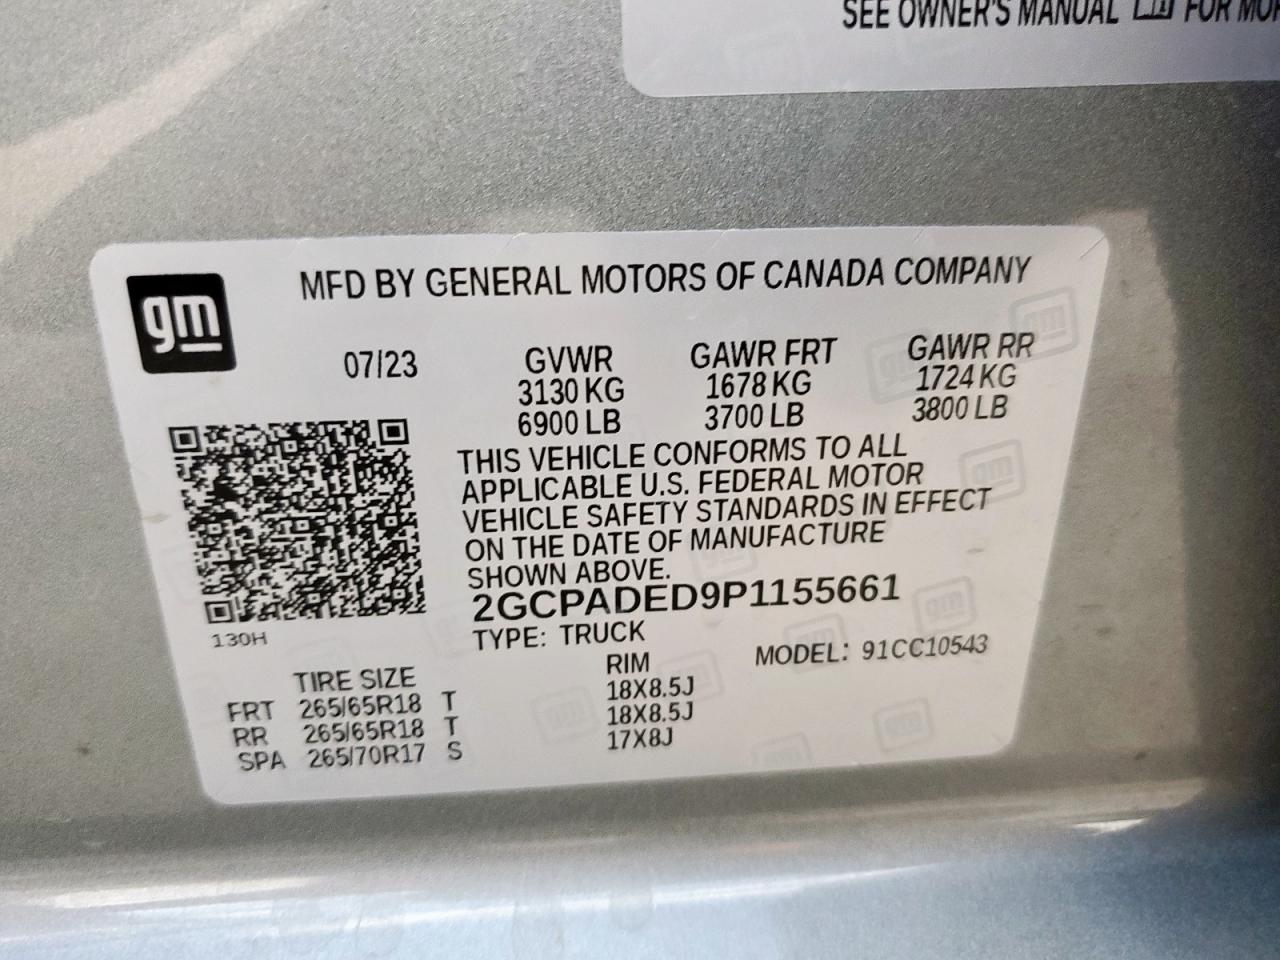 SEE OWNER'S MANUAL FOR
gm
MFD BY GENERAL MOTORS OF CANADA COMPANY
07/23
GVWR GAWR FRT GAWR RR
3130 KG 1678 KG 1724 KG
6900 LB 3700 LB 3800 LB
THIS VEHICLE CONFORMS TO ALL
APPLICABLE U.S. FEDERAL MOTOR
VEHICLE SAFETY STANDARDS IN EFFECT
ON THE DATE OF MANUFACTURE
SHOWN ABOVE.
2GCPADED9P1155661
130H
TYPE: TRUCK MODEL: 91CC10543
TIRE SIZE RIM
FRT 265/65R18 T 18X8.5J
RR 265/65R18 T 18X8.5J
SPA 265/70R17 S 17X8J